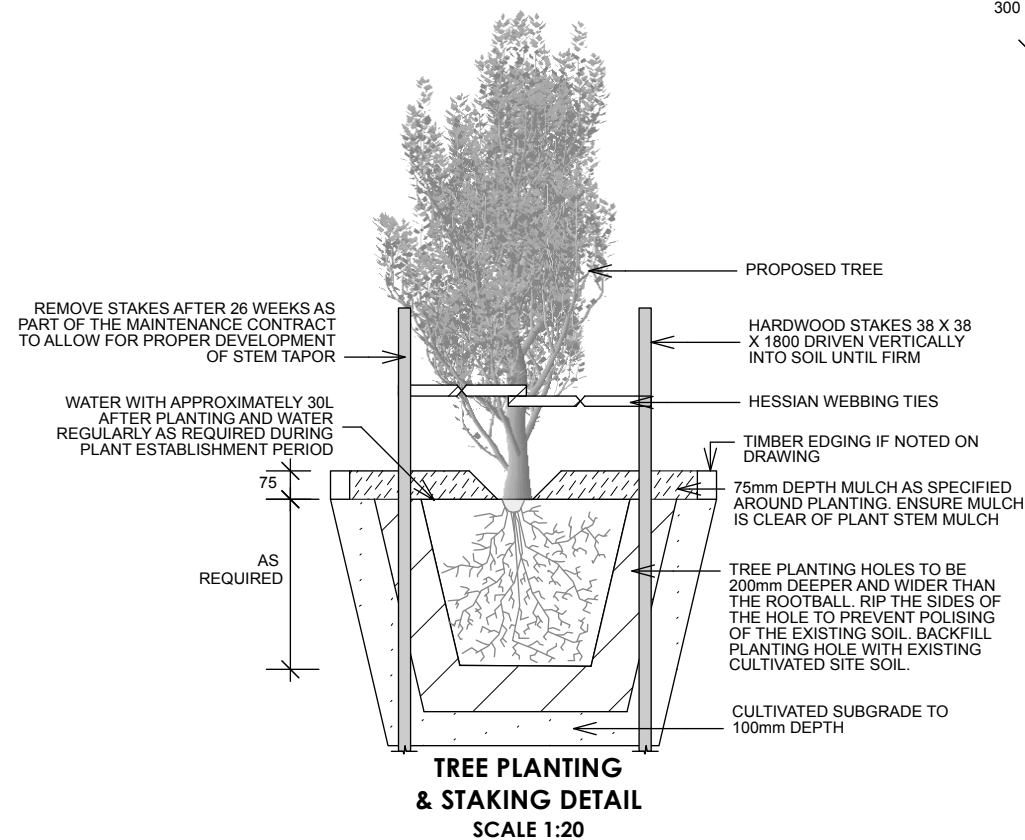 300
REMOVE STAKES AFTER 26 WEEKS AS
PART OF THE MAINTENANCE CONTRACT
TO ALLOW FOR PROPER DEVELOPMENT
OF STEM TAPOR
WATER WITH APPROXIMATELY 30L
AFTER PLANTING AND WATER
REGULARLY AS REQUIRED DURING
PLANT ESTABLISHMENT PERIOD
75
AS
REQUIRED
PROPOSED TREE
HARDWOOD STAKES 38 X 38
X 1800 DRIVEN VERTICALLY
INTO SOIL UNTIL FIRM
HESSIAN WEBBING TIES
TIMBER EDGING IF NOTED ON
DRAWING
75mm DEPTH MULCH AS SPECIFIED
AROUND PLANTING. ENSURE MULCH
IS CLEAR OF PLANT STEM MULCH
TREE PLANTING HOLES TO BE
200mm DEEPER AND WIDER THAN
THE ROOTBALL. RIP THE SIDES OF
THE HOLE TO PREVENT POLISING
OF THE EXISTING SOIL. BACKFILL
PLANTING HOLE WITH EXISTING
CULTIVATED SITE SOIL.
CULTIVATED SUBGRADE TO
100mm DEPTH
TREE PLANTING
& STAKING DETAIL
SCALE 1:20